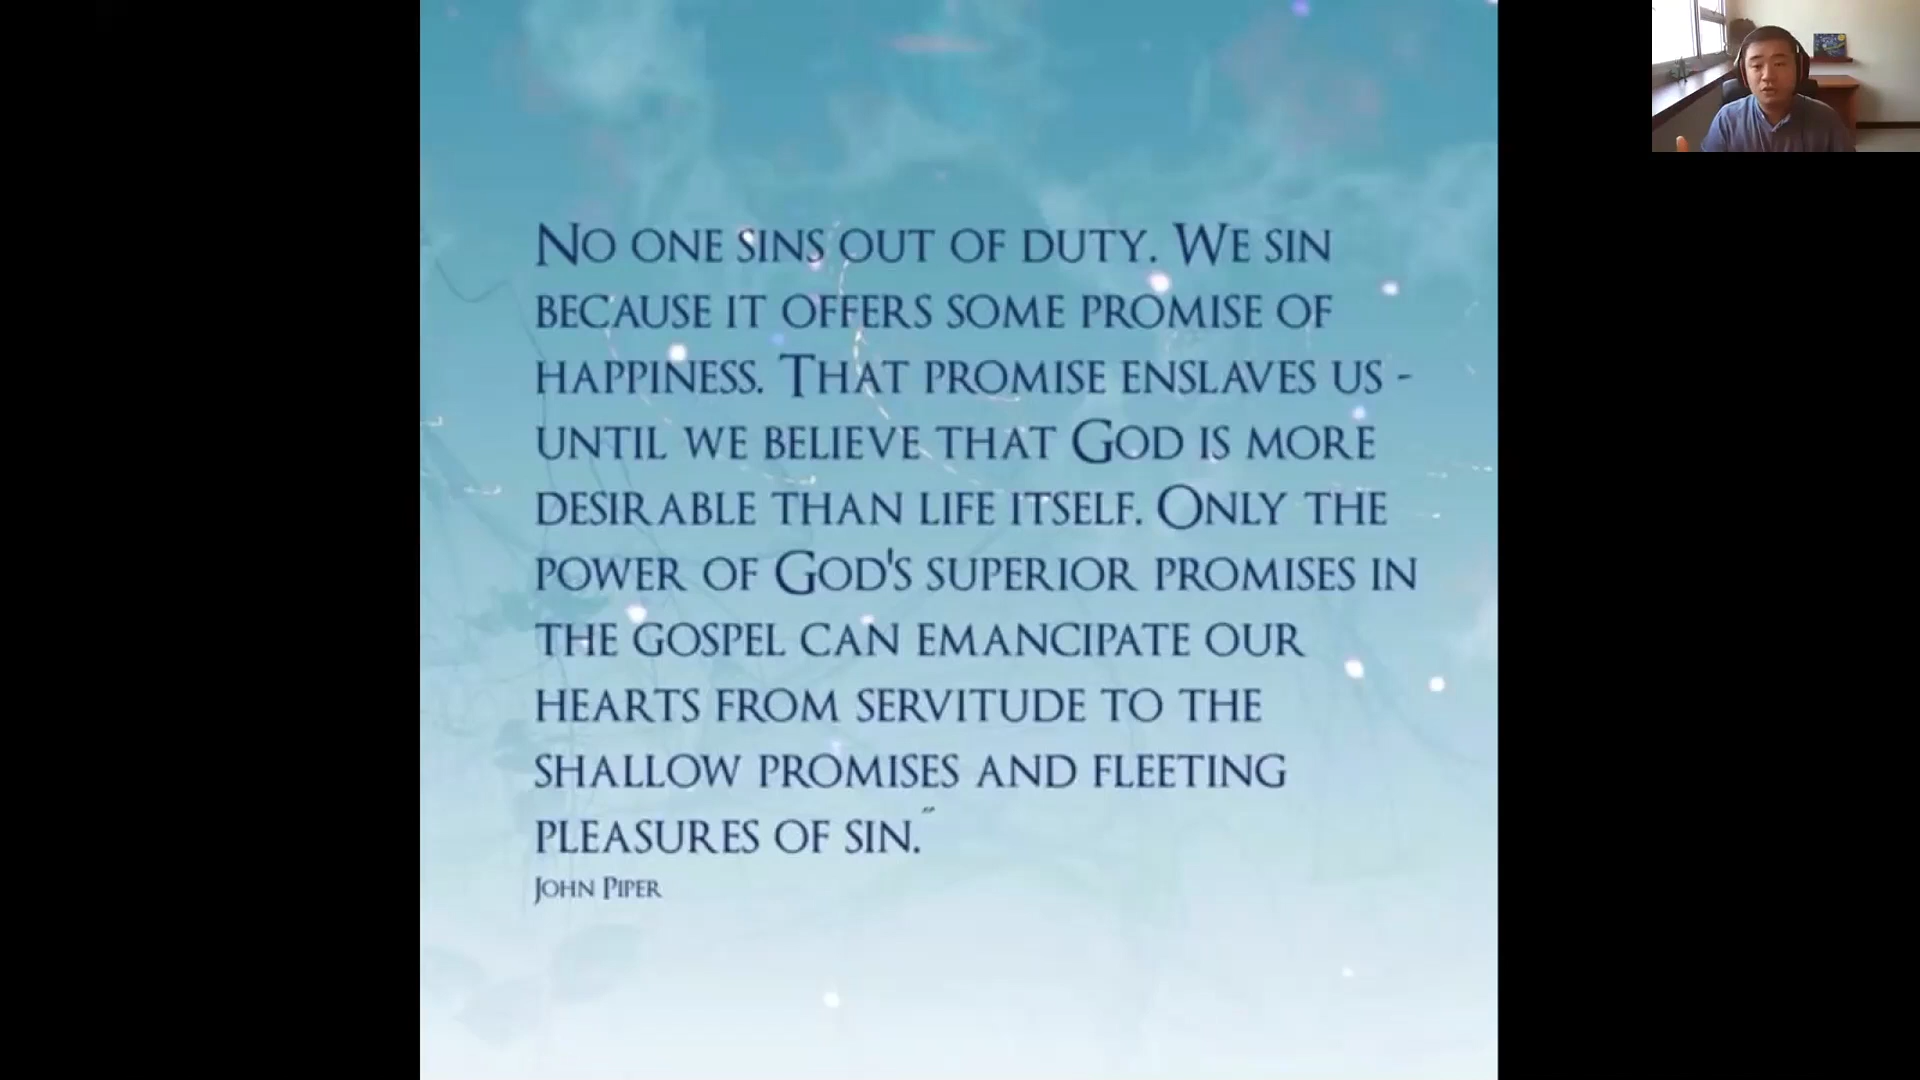 No one sins out of duty. We sin
because it offers some promise of
happiness. That promise enslaves us -
until we believe that God is more
desirable than life itself. Only the
power of God's superior promises in
the gospel can emancipate our
hearts from servitude to the
shallow promises and fleeting
pleasures of sin.”
John Piper